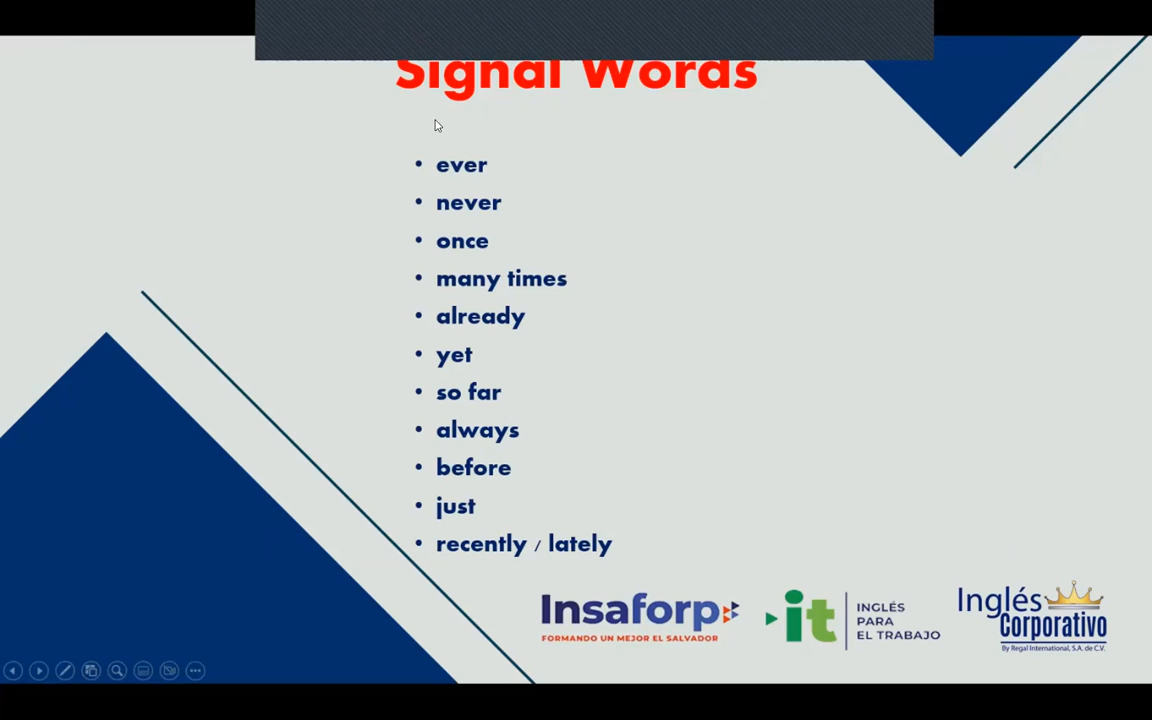 Signal Words
• ever
• never
• once
• many times
• already
• yet
• so far
• always
• before
• just
• recently / lately
Insaforp
FORMANDO UN MEJOR EL SALVADOR
it
INGLÉS
PARA
EL TRABAJO
Inglés
Corporativo
By Regal International, S.A. de C.V.